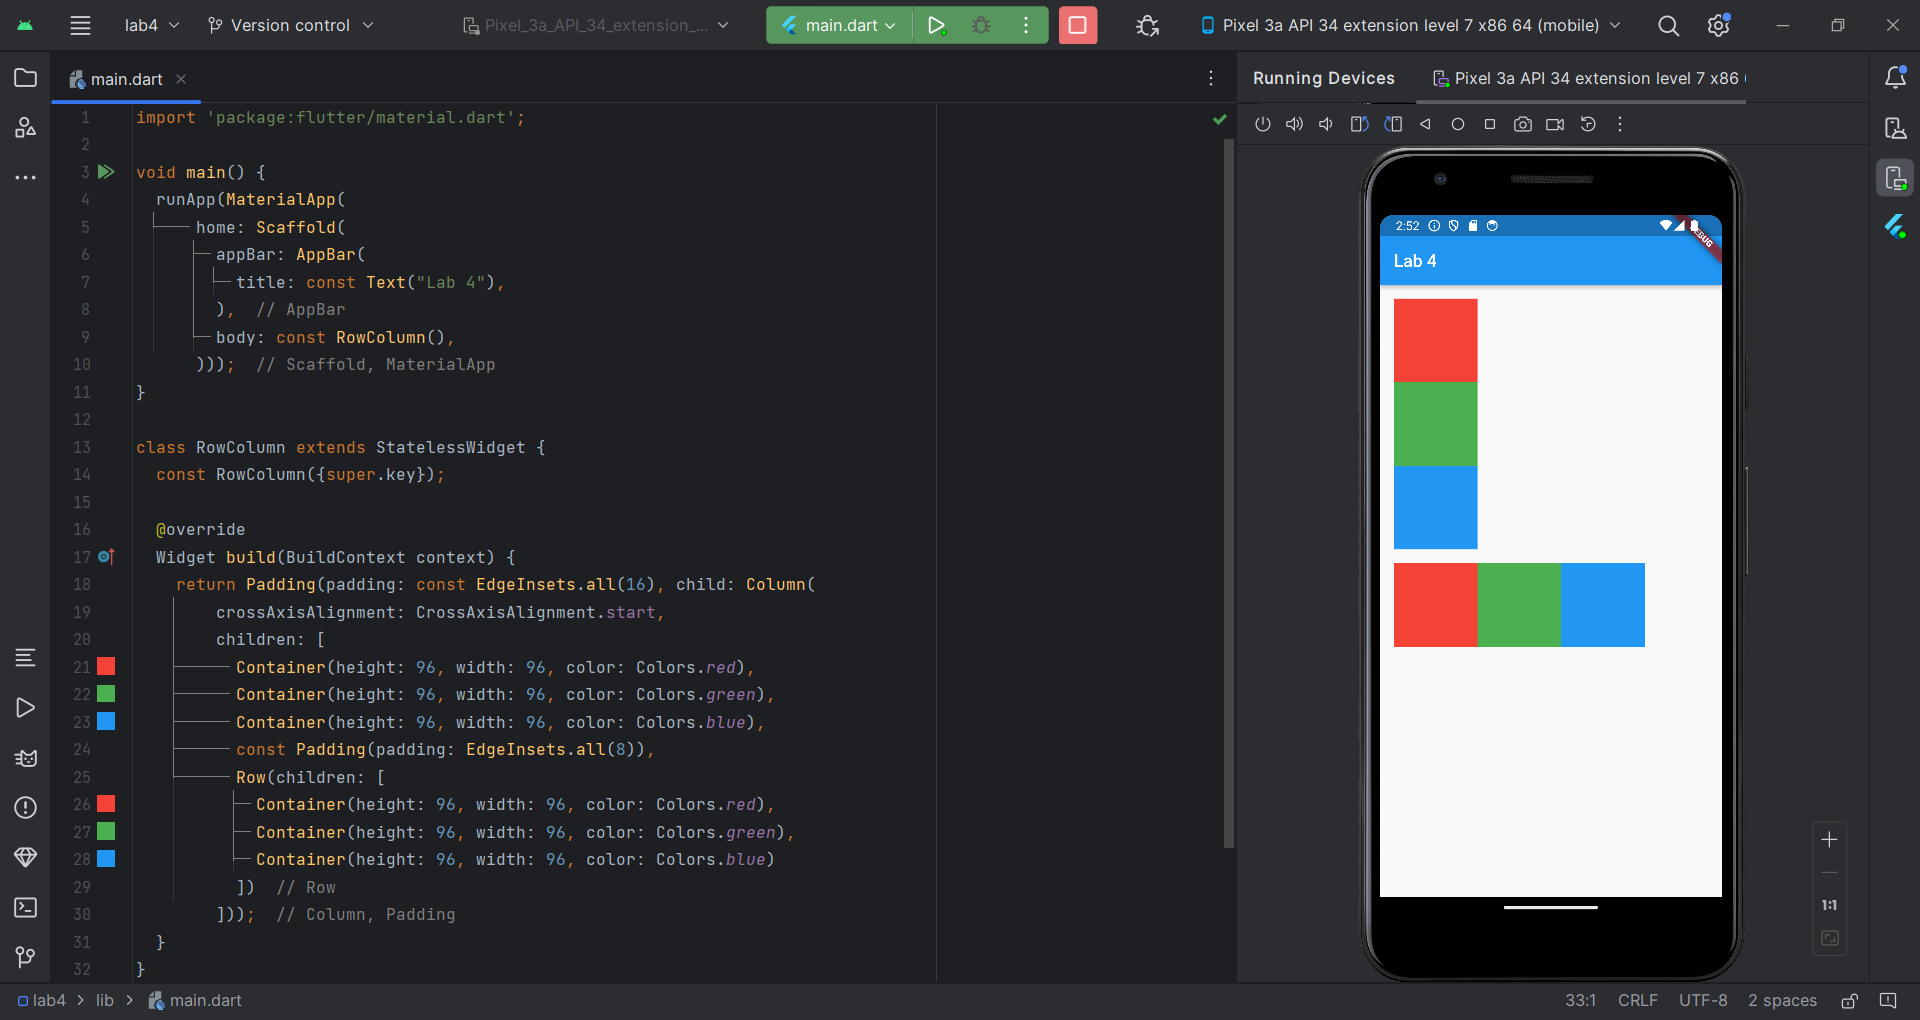 lab4
Version control
Pixel_3a_API_34_extension_...
main.dart
Pixel 3a API 34 extension level 7 x86 64 (mobile)
main.dart
Running Devices
Pixel 3a API 34 extension level 7 x86
1 import 'package:flutter/material.dart';
2
3 void main() {
4 runApp(MaterialApp(
5 home: Scaffold(
6 appBar: AppBar(
7 title: const Text("Lab 4"),
8 ), // AppBar
9 body: const RowColumn(),
10 ))); // Scaffold, MaterialApp
11 }
12
13 class RowColumn extends StatelessWidget {
14 const RowColumn({super.key});
15
16 @override
17 Widget build(BuildContext context) {
18 return Padding(padding: const EdgeInsets.all(16), child: Column(
19 crossAxisAlignment: CrossAxisAlignment.start,
20 children: [
21 Container(height: 96, width: 96, color: Colors.red),
22 Container(height: 96, width: 96, color: Colors.green),
23 Container(height: 96, width: 96, color: Colors.blue),
24 const Padding(padding: EdgeInsets.all(8)),
25 Row(children: [
26 Container(height: 96, width: 96, color: Colors.red),
27 Container(height: 96, width: 96, color: Colors.green),
28 Container(height: 96, width: 96, color: Colors.blue)
29 ]) // Row
30 ])); // Column, Padding
31 }
32 }
2:52
Lab 4
1:1
lab4 > lib > main.dart
33:1 CRLF UTF-8 2 spaces